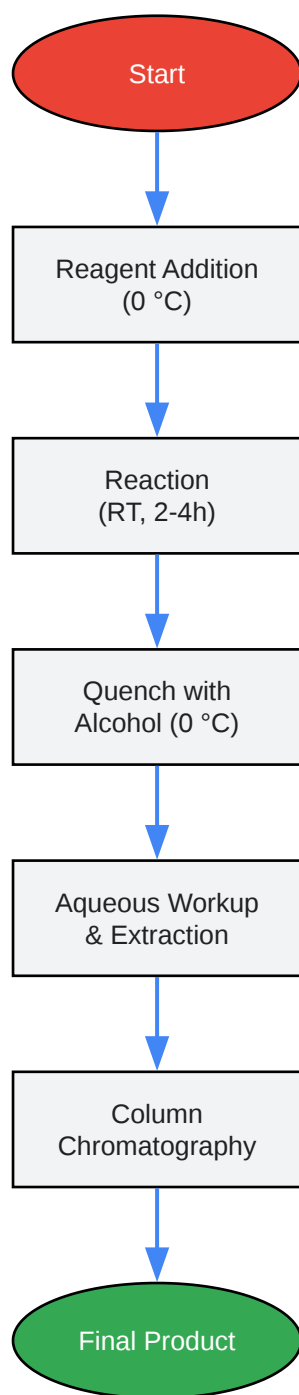 Start
Reagent Addition
(0 °C)
Reaction
(RT, 2-4h)
Quench with
Alcohol (0 °C)
Aqueous Workup
& Extraction
Column
Chromatography
Final Product